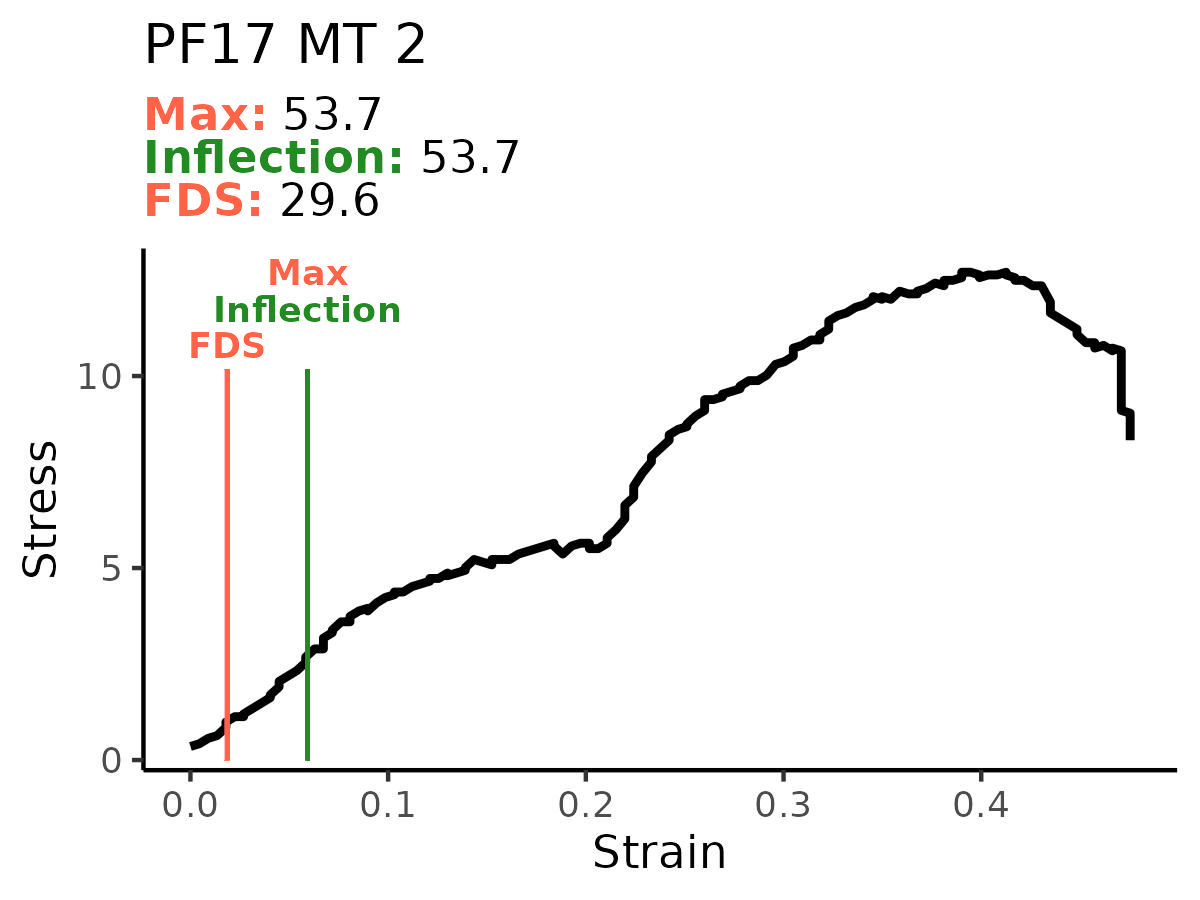 PF17 MT 2
Max: 53.7
Inflection: 53.7
FDS: 29.6
Max
Inflection
FDS
10
5
0
Stress
0.0 0.1 0.2 0.3 0.4
Strain